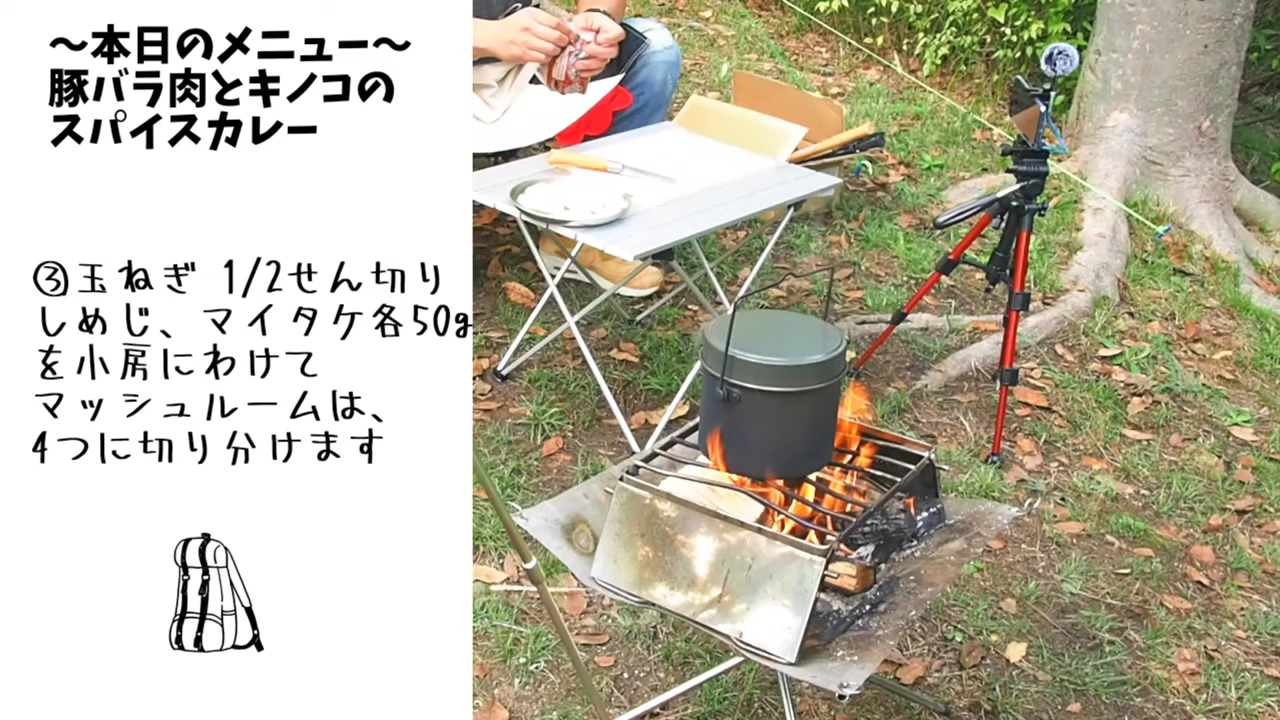 ～本日のメニュー～
豚バラ肉とキノコの
スパイスカレー
③玉ねぎ 1/2せん切り
しめじ、マイタケ各50g
を小房にわけて
マッシュルームは、
4つに切り分けます